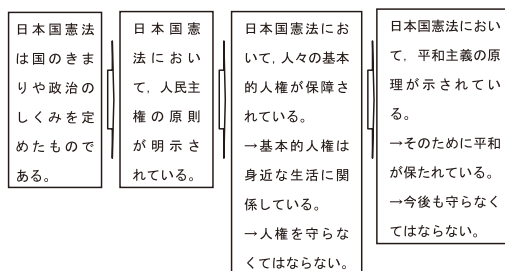 日本国憲法
は国のきま
りや政治の
しくみを定
めたもので
ある。
日本国憲
法におい
て，人民主
権の原則
が明示さ
れている。
日本国憲法にお
いて，人々の基本
的人権が保障さ
れている。
→基本的人権は
身近な生活に関
係している。
→人権を守らな
くてはならない。
日本国憲法におい
て，平和主義の原
理が示されてい
る。
→そのために平和
が保たれている。
→今後も守らなく
てはならない。